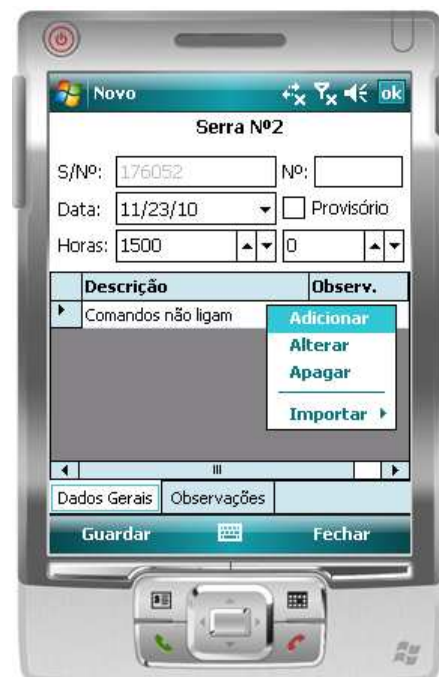 Novo ok
Serra Nº2
S/Nº: 176052 Nº:
Data: 11/23/10 Provisório
Horas: 1500 0
Descrição Observ.
Comandos não ligam
Adicionar
Alterar
Apagar
Importar
Dados Gerais Observações
Guardar Fechar